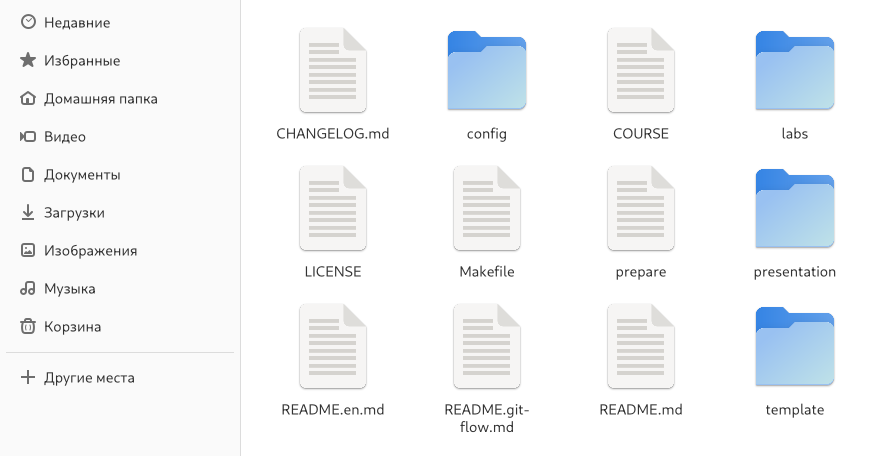 Недавние
Избранные
Домашняя папка
Видео
Документы
Загрузки
Изображения
Музыка
Корзина
Другие места
CHANGELOG.md
config
COURSE
labs
LICENSE
Makefile
prepare
presentation
README.en.md
README.git-
flow.md
README.md
template